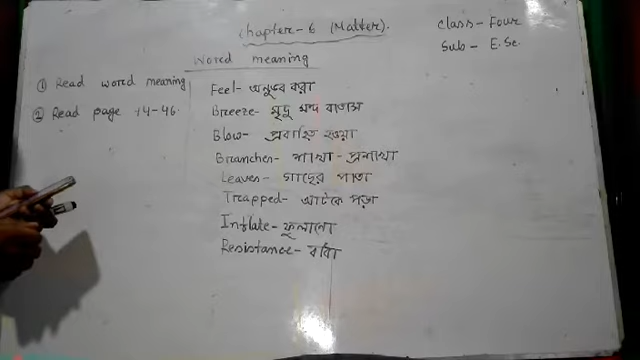 Chapter-6 (Matter).
Class- Four
Sub- E.Sc.
Word meaning
① Read word meaning
② Read page 44-46.
Feel- অনুভব করা
Breeze- মৃদু মন্দ বাতাস
Blow- প্রবাহিত হওয়া
Branches- শাখা-প্রশাখা
Leaves- গাছের পাতা
Trapped- আটকে পড়া
Inflate- ফুলানো
Resistance- বাধা